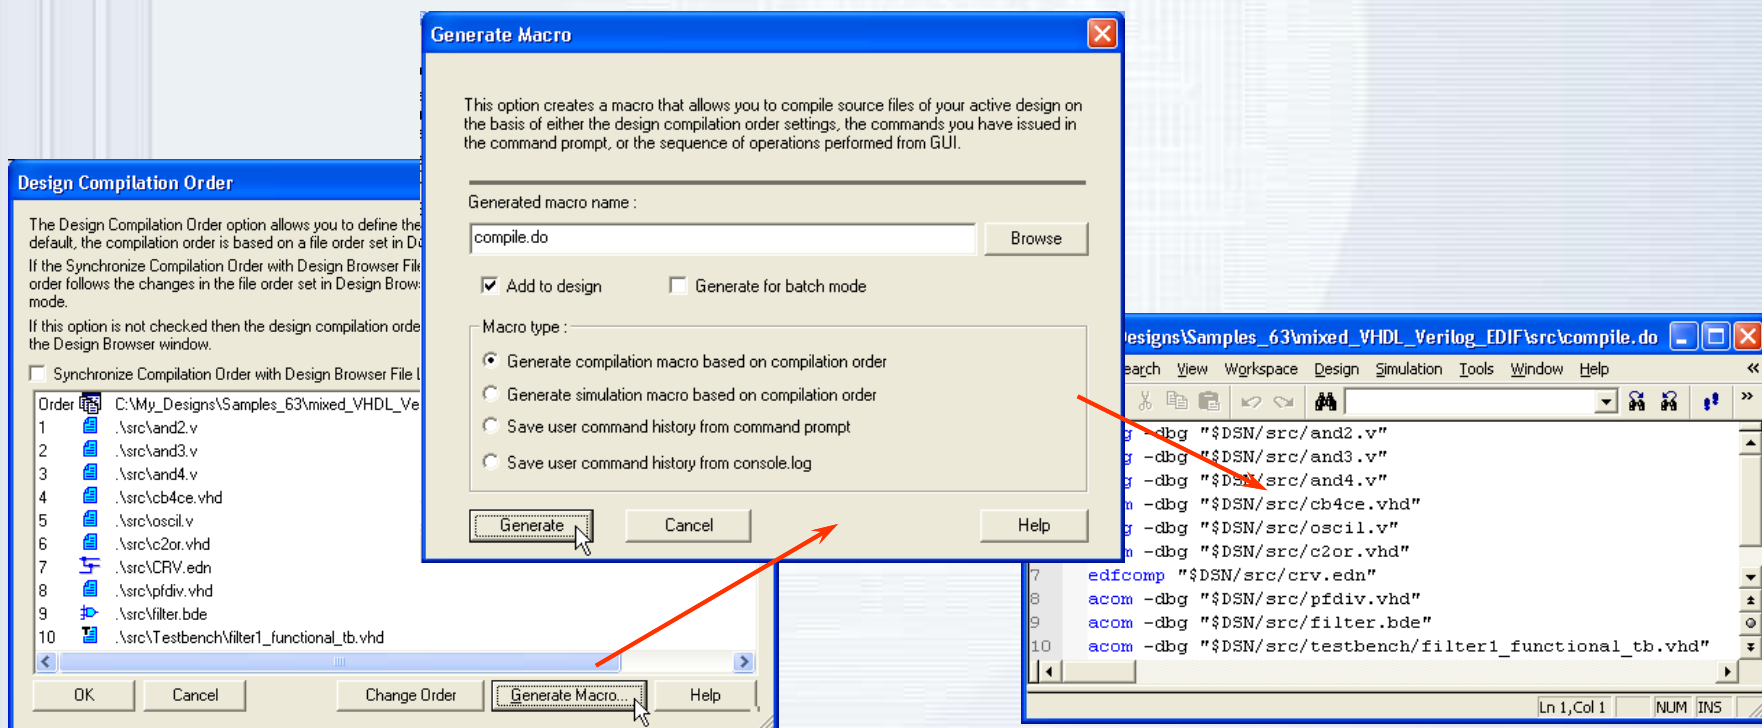 Generate Macro
This option creates a macro that allows you to compile source files of your active design on
the basis of either the design compilation order settings, the commands you have issued in
the command prompt, or the sequence of operations performed from GUI.
Generated macro name :
compile.do
Browse
Add to design
Generate for batch mode
Macro type :
Generate compilation macro based on compilation order
Generate simulation macro based on compilation order
Save user command history from command prompt
Save user command history from console.log
Generate
Cancel
Help
Design Compilation Order
The Design Compilation Order option allows you to define the
default, the compilation order is based on a file order set in
If the Synchronize Compilation Order with Design Browser File
order follows the changes in the file order set in Design
mode.
If this option is not checked then the design compilation
the Design Browser window.
Synchronize Compilation Order with Design Browser File
Order C:\My_Designs\Samples_63\mixed_VHDL_Ve
1 .\src\and2.v
2 .\src\and3.v
3 .\src\and4.v
4 .\src\cb4ce.vhd
5 .\src\oscil.v
6 .\src\c2or.vhd
7 .\src\CRV.edn
8 .\src\pfdiv.vhd
9 .\src\filter.bde
10 .\src\Testbench\filter1_functional_tb.vhd
OK
Cancel
Change Order
Generate Macro...
Help
esigns\Samples_63\mixed_VHDL_Verilog_EDIF\src\compile.do
earch View Workspace Design Simulation Tools Window Help
g -dbg "$DSN/src/and2.v"
g -dbg "$DSN/src/and3.v"
g -dbg "$DSN/src/and4.v"
m -dbg "$DSN/src/cb4ce.vhd"
g -dbg "$DSN/src/oscil.v"
m -dbg "$DSN/src/c2or.vhd"
7 edfcomp "$DSN/src/crv.edn"
8 acom -dbg "$DSN/src/pfdiv.vhd"
9 acom -dbg "$DSN/src/filter.bde"
10 acom -dbg "$DSN/src/testbench/filter1_functional_tb.vhd"
Ln 1,Col 1
NUM
INS